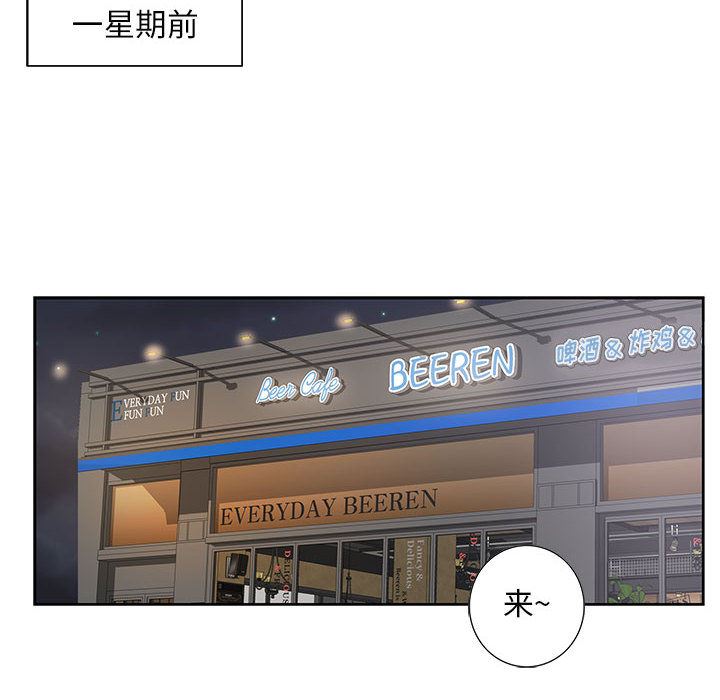 一星期前
EVERYDAY FUN
E FUN FUN
Beer Cafe
BEEREN
啤酒 & 炸鸡 &
EVERYDAY BEEREN
DELICIOUS
Fancy &
Delicious
来~